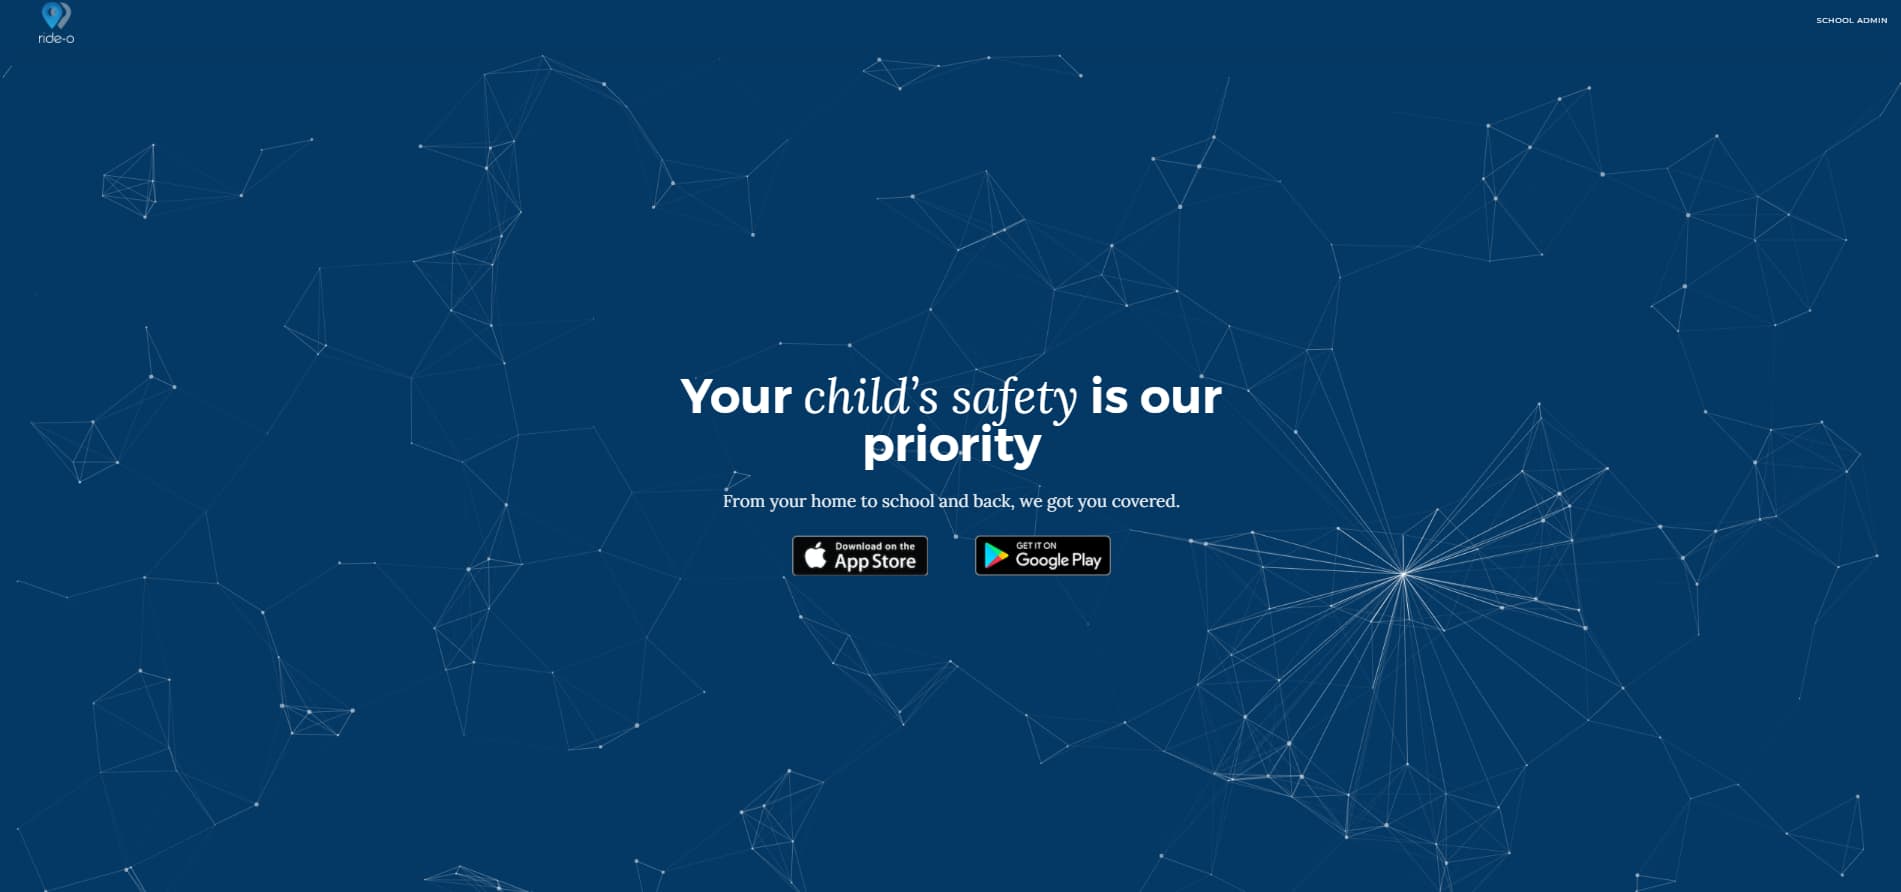 ride-o
SCHOOL ADMIN
Your child’s safety is our
priority
From your home to school and back, we got you covered.
Download on the
App Store
GET IT ON
Google Play